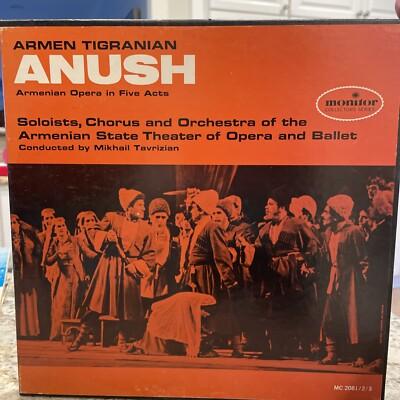 ARMEN TIGRANIAN
ANUSH
Armenian Opera in Five Acts
monitor
COLLECTORS SERIES
Soloists, Chorus and Orchestra of the
Armenian State Theater of Opera and Ballet
Conducted by Mikhail Tavrizian
MC 2081/2/3